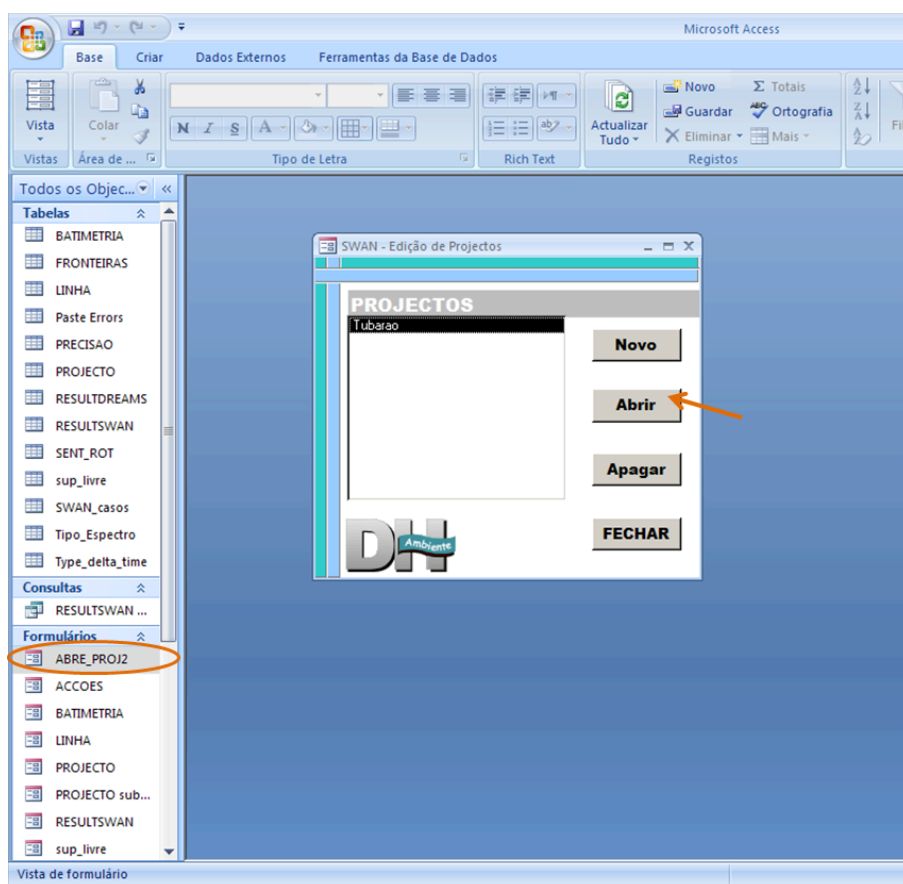 Microsoft Access
Base Criar Dados Externos Ferramentas da Base de Dados
Vista
Colar
N I S A
ab
Actualizar Tudo
Novo
Guardar
Eliminar
Σ Totais
ABC Ortografia
Mais
Fil
Vistas Área de ... Tipo de Letra Rich Text Registos
Todos os Objec...
Tabelas
BATIMETRIA
FRONTEIRAS
LINHA
Paste Errors
PRECISAO
PROJECTO
RESULTDREAMS
RESULTSWAN
SENT_ROT
sup_livre
SWAN_casos
Tipo_Espectro
Type_delta_time
Consultas
RESULTSWAN ...
Formulários
ABRE_PROJ2
ACCOES
BATIMETRIA
LINHA
PROJECTO
PROJECTO sub...
RESULTSWAN
sup_livre
SWAN - Edição de Projectos
PROJECTOS
Tubarao
Novo
Abrir
Apagar
FECHAR
DH
Ambiente
Vista de formulário